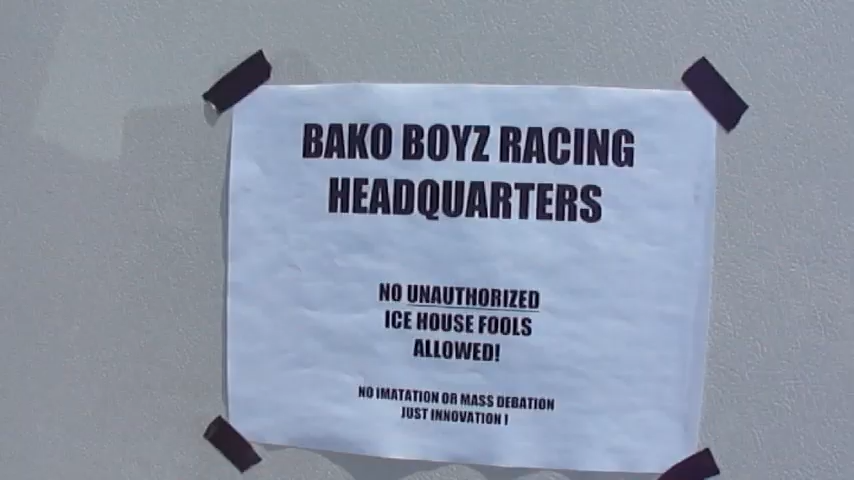 BAKO BOYZ RACING
HEADQUARTERS
NO UNAUTHORIZED
ICE HOUSE FOOLS
ALLOWED!
NO IMATATION OR MASS DEBATION
JUST INNOVATION !